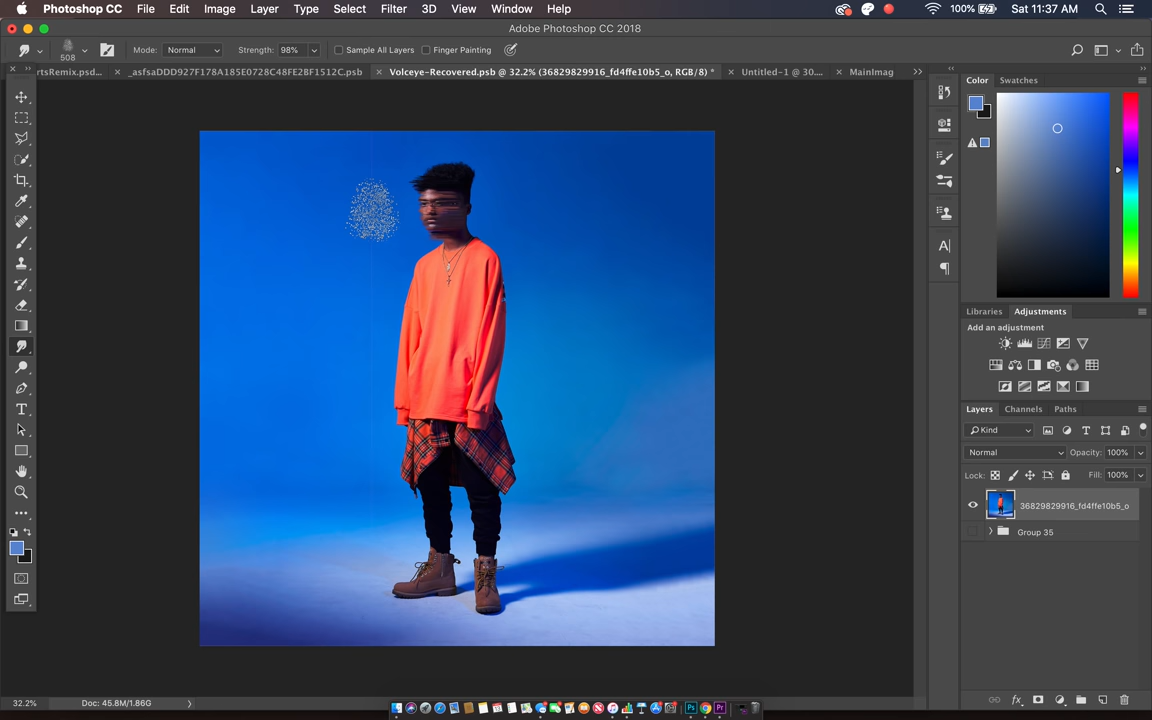 Photoshop CC File Edit Image Layer Type Select Filter 3D View Window Help 100% Sat 11:37 AM
Adobe Photoshop CC 2018
508 Mode: Normal Strength: 98% Sample All Layers Finger Painting
rtsRemix.psd... _asfsaDDD927F178A185E0728C48FE2BF1512C.psb Volceye-Recovered.psb @ 32.2% (36829829916_fd4ffe10b5_o, RGB/8) * Untitled-1 @ 30.... MainImag
Color Swatches
Libraries Adjustments
Add an adjustment
Layers Channels Paths
Kind
Normal Opacity: 100%
Lock: Fill: 100%
36829829916_fd4ffe10b5_o
Group 35
32.2% Doc: 45.8M/1.86G